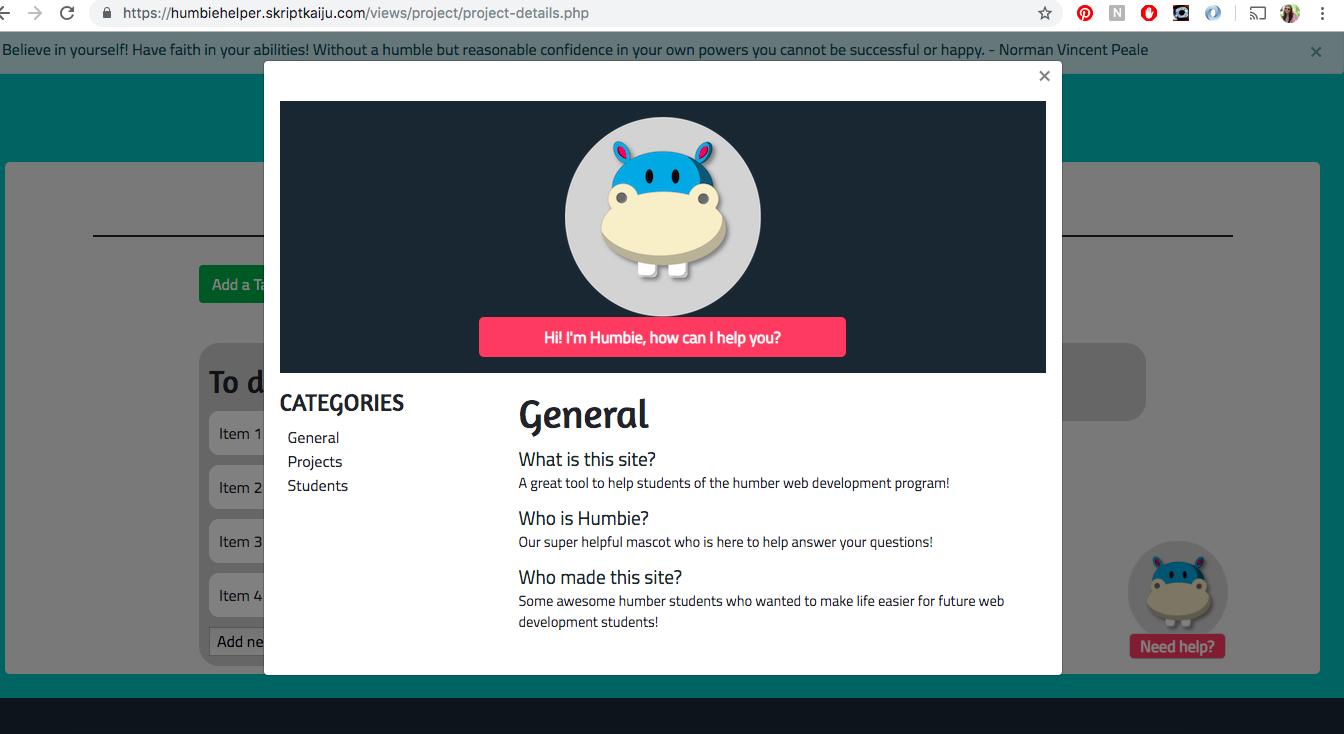 https://humbiehelper.skriptkaiju.com/views/project/project-details.php
N
Believe in yourself! Have faith in your abilities! Without a humble but reasonable confidence in your own powers you cannot be successful or happy. - Norman Vincent Peale
×
×
Hi! I'm Humbie, how can I help you?
Add a Ta
To d
Item 1
Item 2
Item 3
Item 4
Add ne
CATEGORIES
General
Projects
Students
General
What is this site?
A great tool to help students of the humber web development program!
Who is Humbie?
Our super helpful mascot who is here to help answer your questions!
Who made this site?
Some awesome humber students who wanted to make life easier for future web
development students!
Need help?